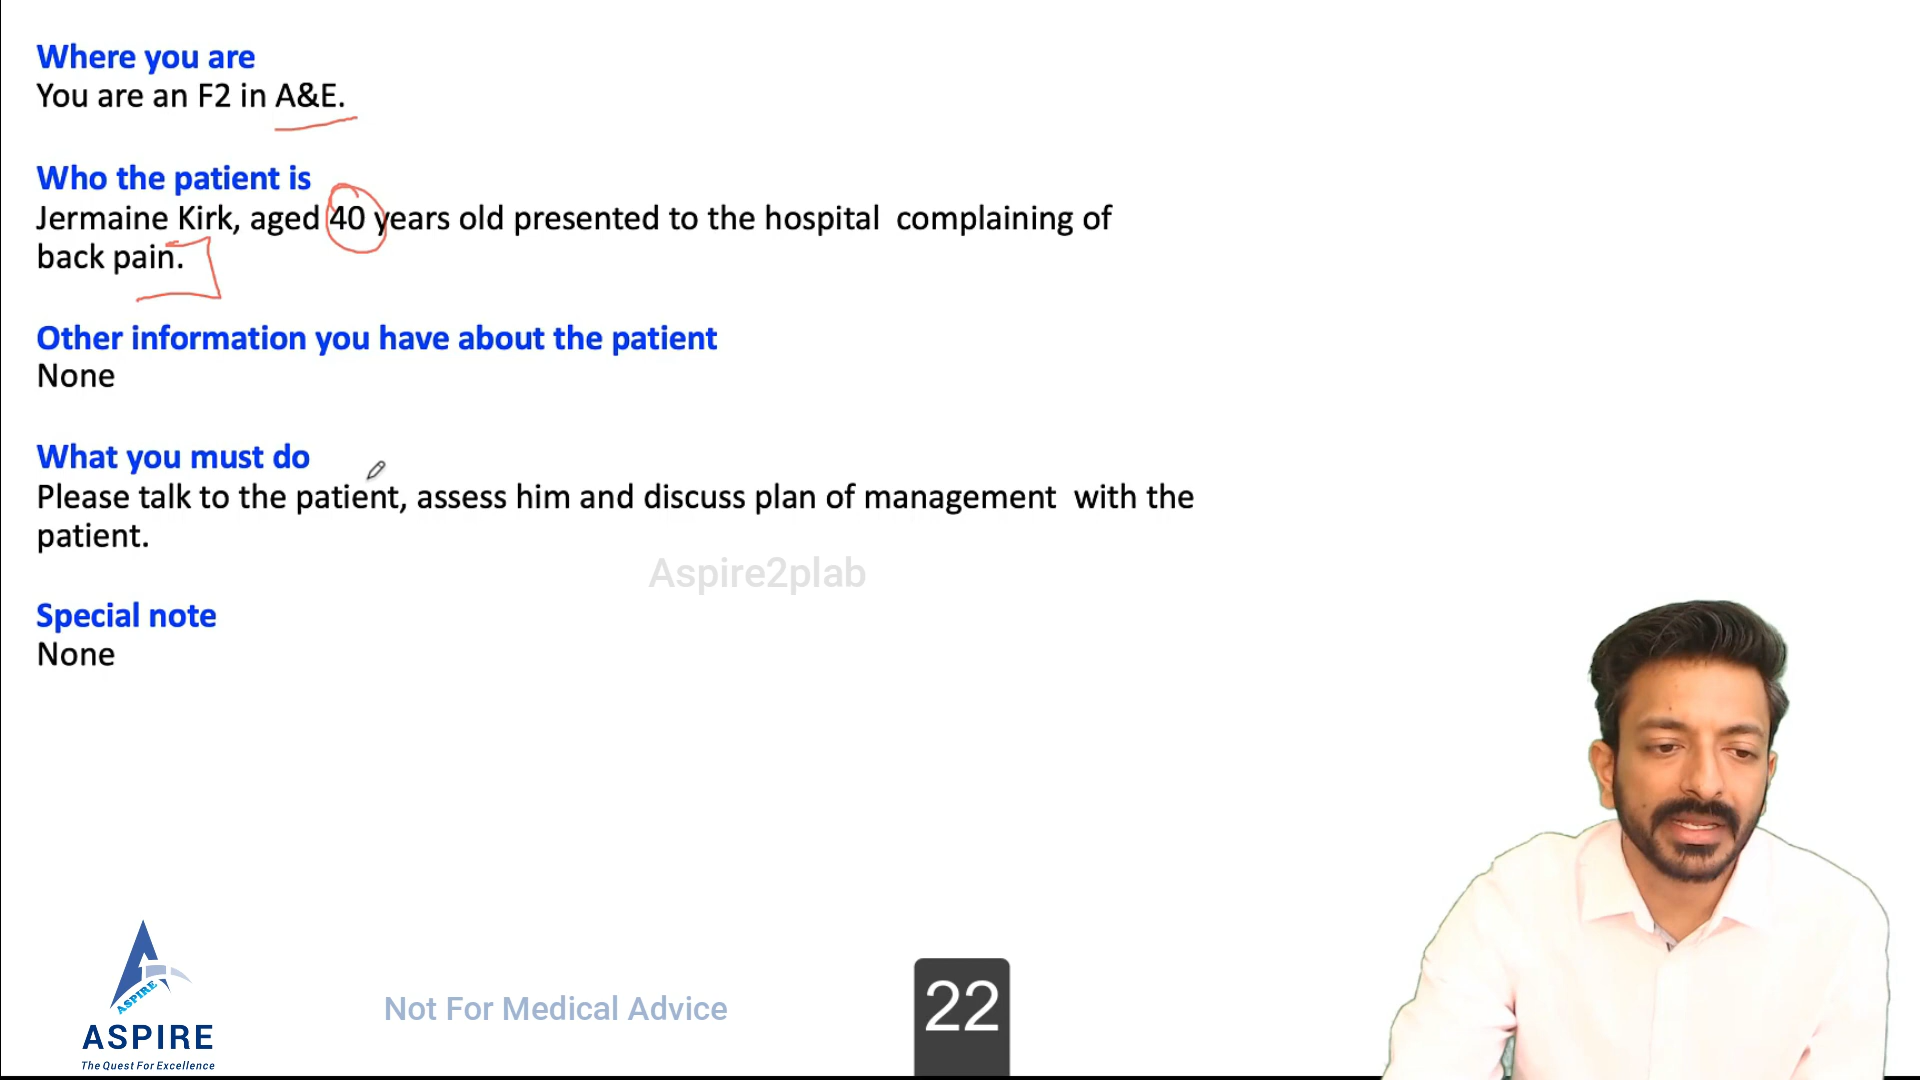 Where you are
You are an F2 in A&E.
Who the patient is
Jermaine Kirk, aged 40 years old presented to the hospital complaining of
back pain.
Other information you have about the patient
None
What you must do
Please talk to the patient, assess him and discuss plan of management with the
patient.
Aspire2plab
Special note
None
ASPIRE
ASPIRE
The Quest For Excellence
Not For Medical Advice
22